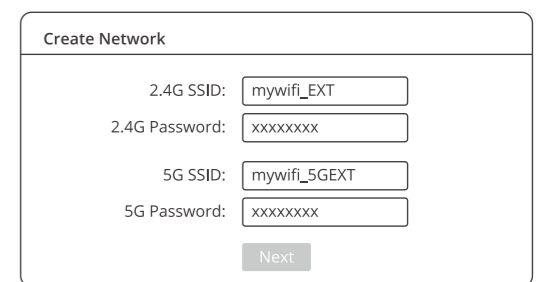 Create Network
2.4G SSID: mywifi_EXT
2.4G Password: xxxxxxxx
5G SSID: mywifi_5GEXT
5G Password: xxxxxxxx
Next